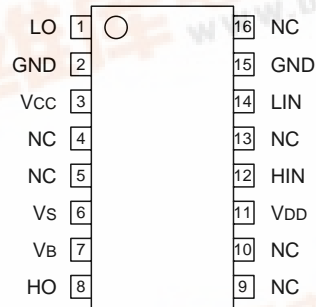 LO 1 16 NC
GND 2 15 GND
VCC 3 14 LIN
NC 4 13 NC
NC 5 12 HIN
VS 6 11 VDD
VB 7 10 NC
HO 8 9 NC